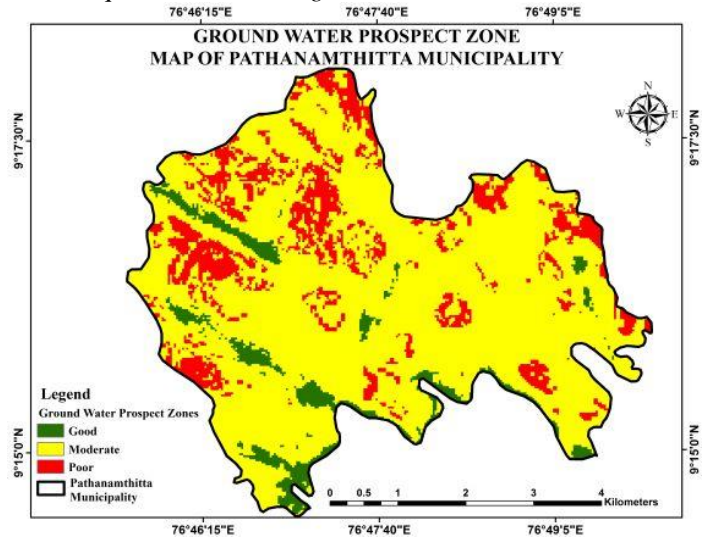 76°46'15"E 76°47'40"E 76°49'5"E
GROUND WATER PROSPECT ZONE
MAP OF PATHANAMTHITTA MUNICIPALITY
N
W E
S
9°17'30"N 9°17'30"N
Legend
Ground Water Prospect Zones
Good
Moderate
Poor
Pathanamthitta
Municipality
9°15'0"N 9°15'0"N
0 0.5 1 2 3 4
Kilometers
76°46'15"E 76°47'40"E 76°49'5"E